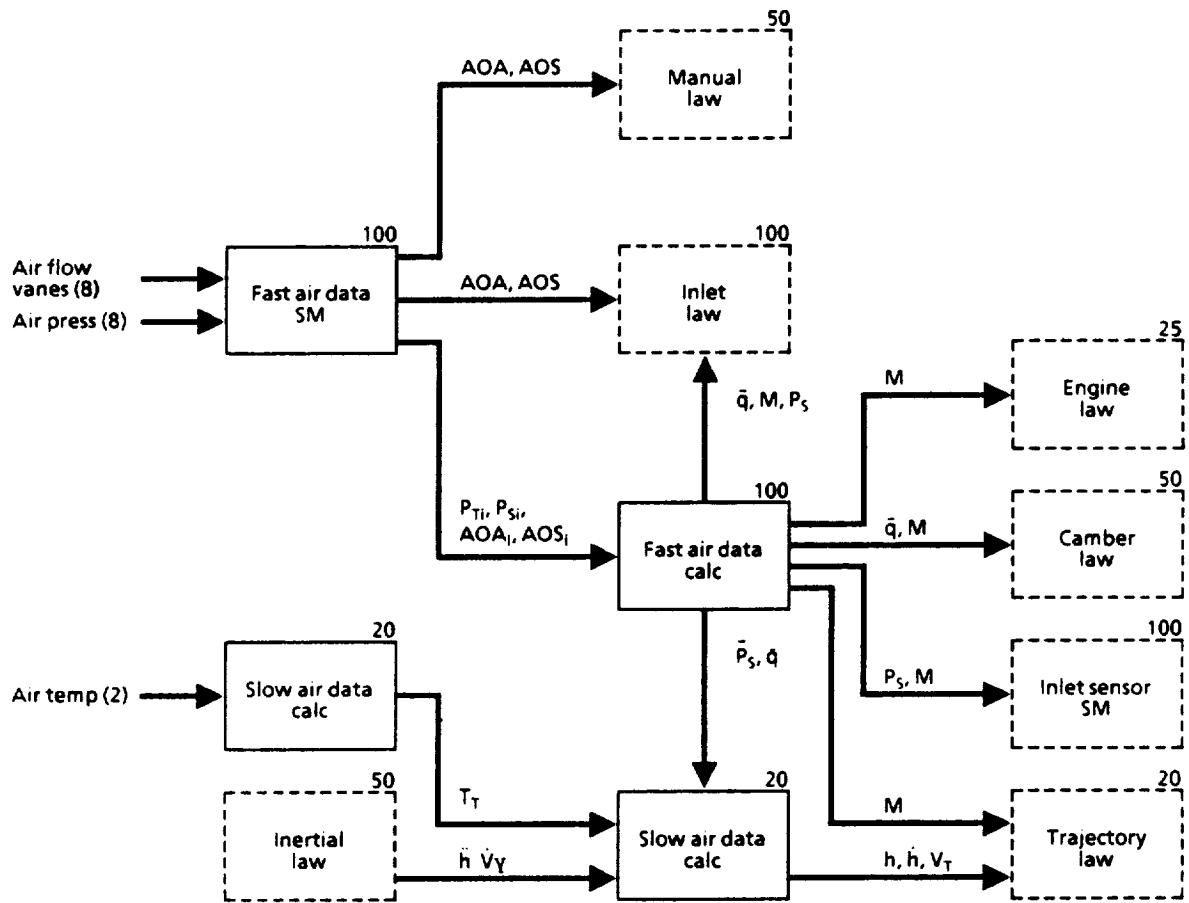 50
AOA, AOS
Manual
law
100
100
Air flow
vanes (8)
Air press (8)
Fast air data
SM
AOA, AOS
Inlet
law
25
M
Engine
law
q̄, M, P_S
50
100
P_Ti, P_Si,
AOA_I, AOS_i
q̄, M
Fast air data
calc
Camber
law
20
P̄_S, q̄
100
Air temp (2)
Slow air data
calc
P_S, M
Inlet sensor
SM
50
20
20
T_T
M
Inertial
law
ḧ V̇γ
Slow air data
calc
h, ḣ, V_T
Trajectory
law